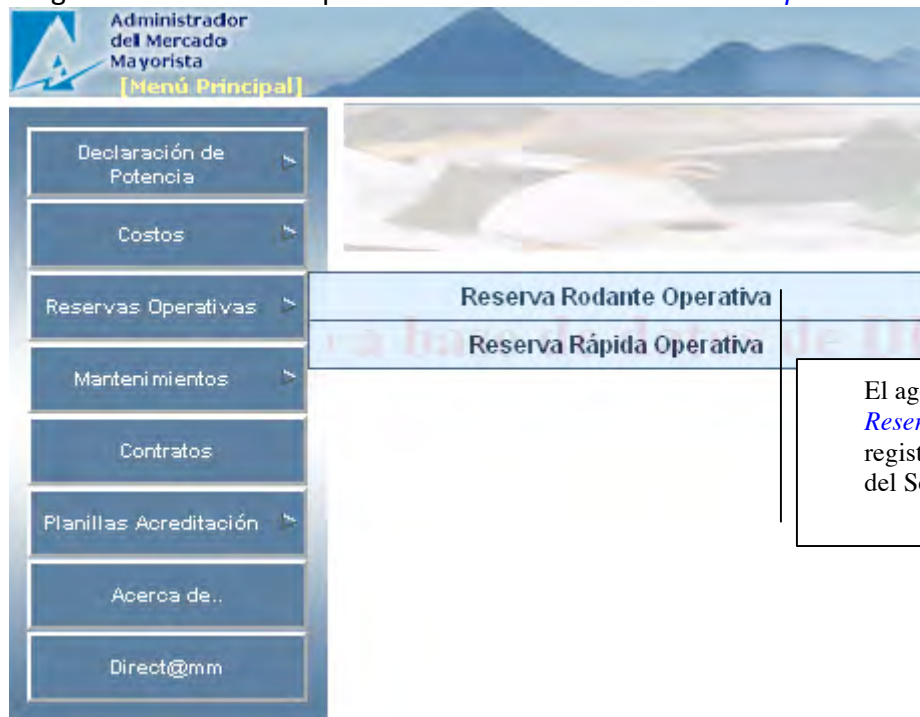 Administrador
del Mercado
Mayorista
[Menú Principal]
Declaración de
Potencia
Costos
Reservas Operativas
Reserva Rodante Operativa
Reserva Rápida Operativa
Mantenimientos
El ag
Reser
regist
del S
Contratos
Planillas Acreditación
Acerca de..
Direct@mm